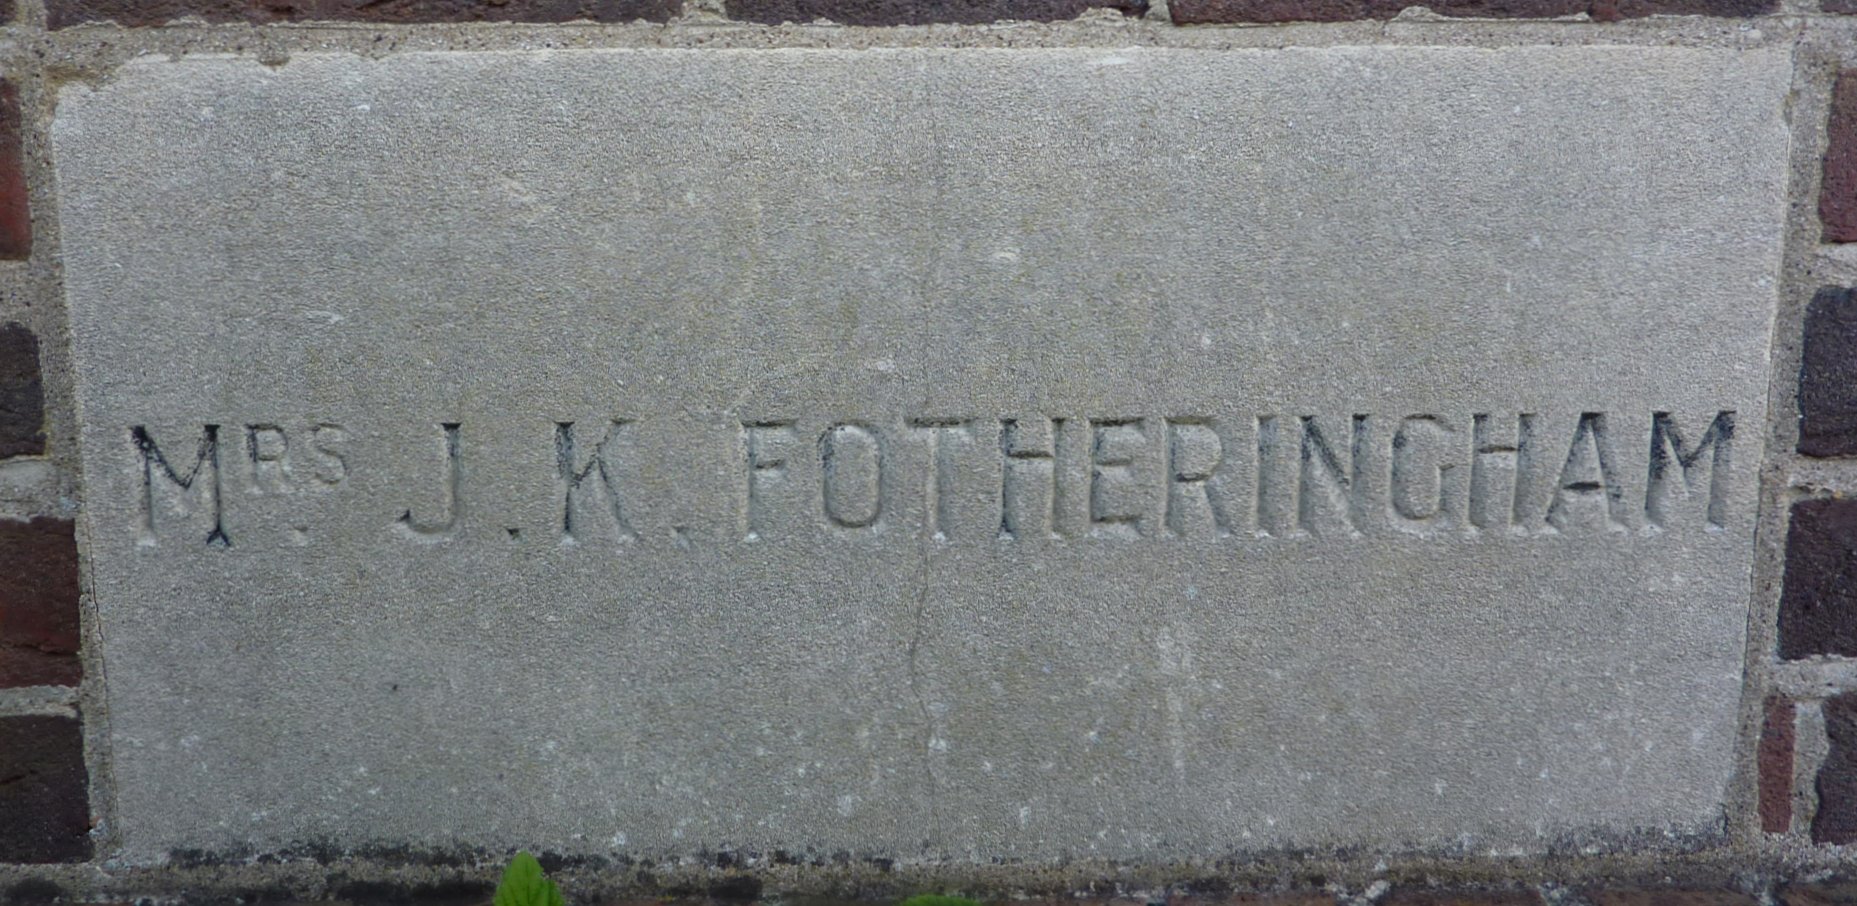 MRS. J. K. FOTHERINGHAM